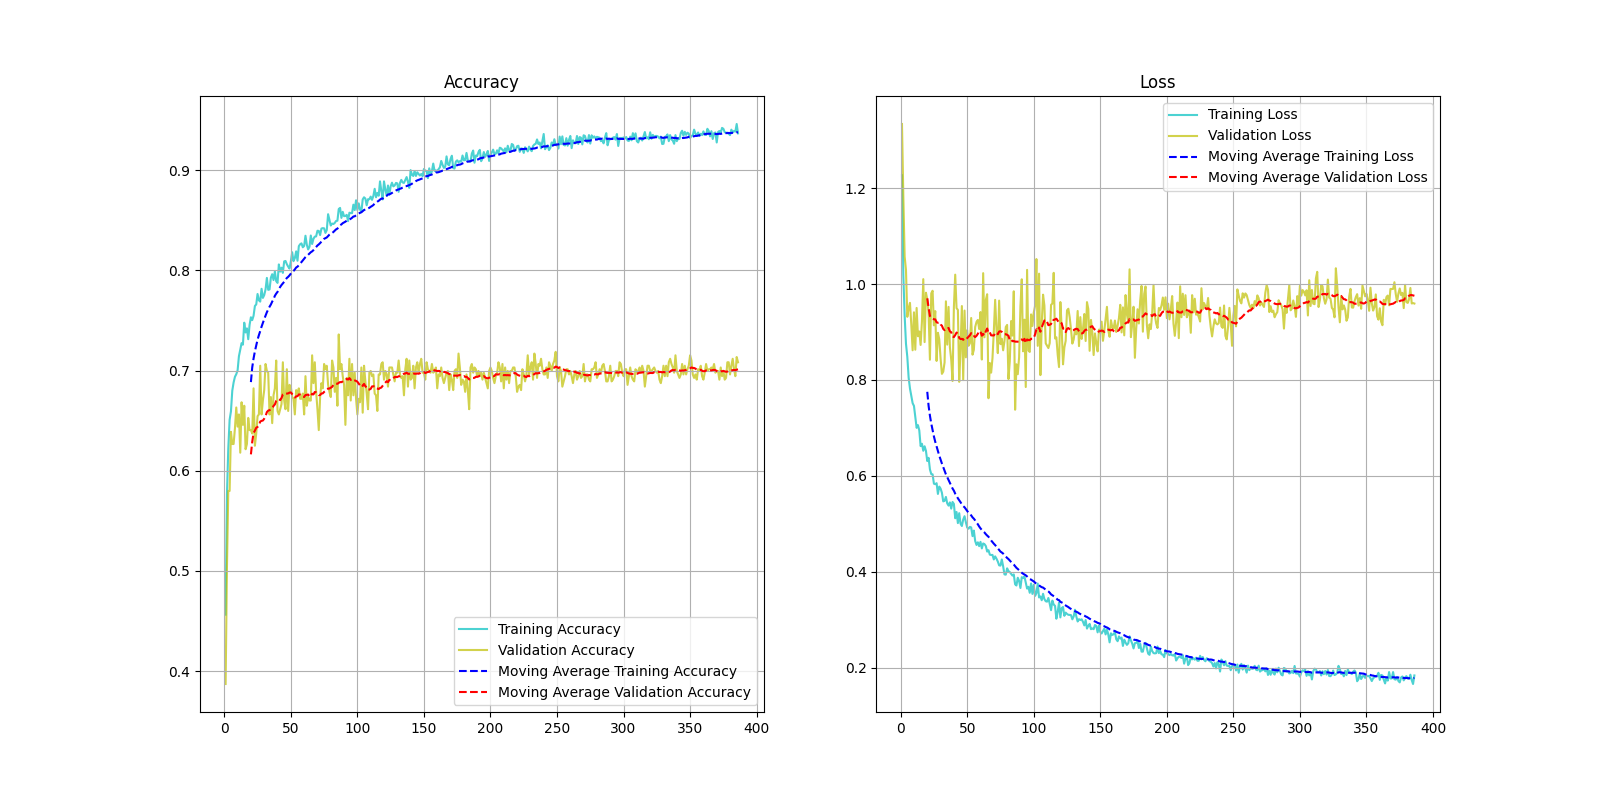 Accuracy
0.9
0.8
0.7
0.6
0.5
0.4
0 50 100 150 200 250 300 350 400
Training Accuracy
Validation Accuracy
Moving Average Training Accuracy
Moving Average Validation Accuracy
Loss
1.2
1.0
0.8
0.6
0.4
0.2
0 50 100 150 200 250 300 350 400
Training Loss
Validation Loss
Moving Average Training Loss
Moving Average Validation Loss